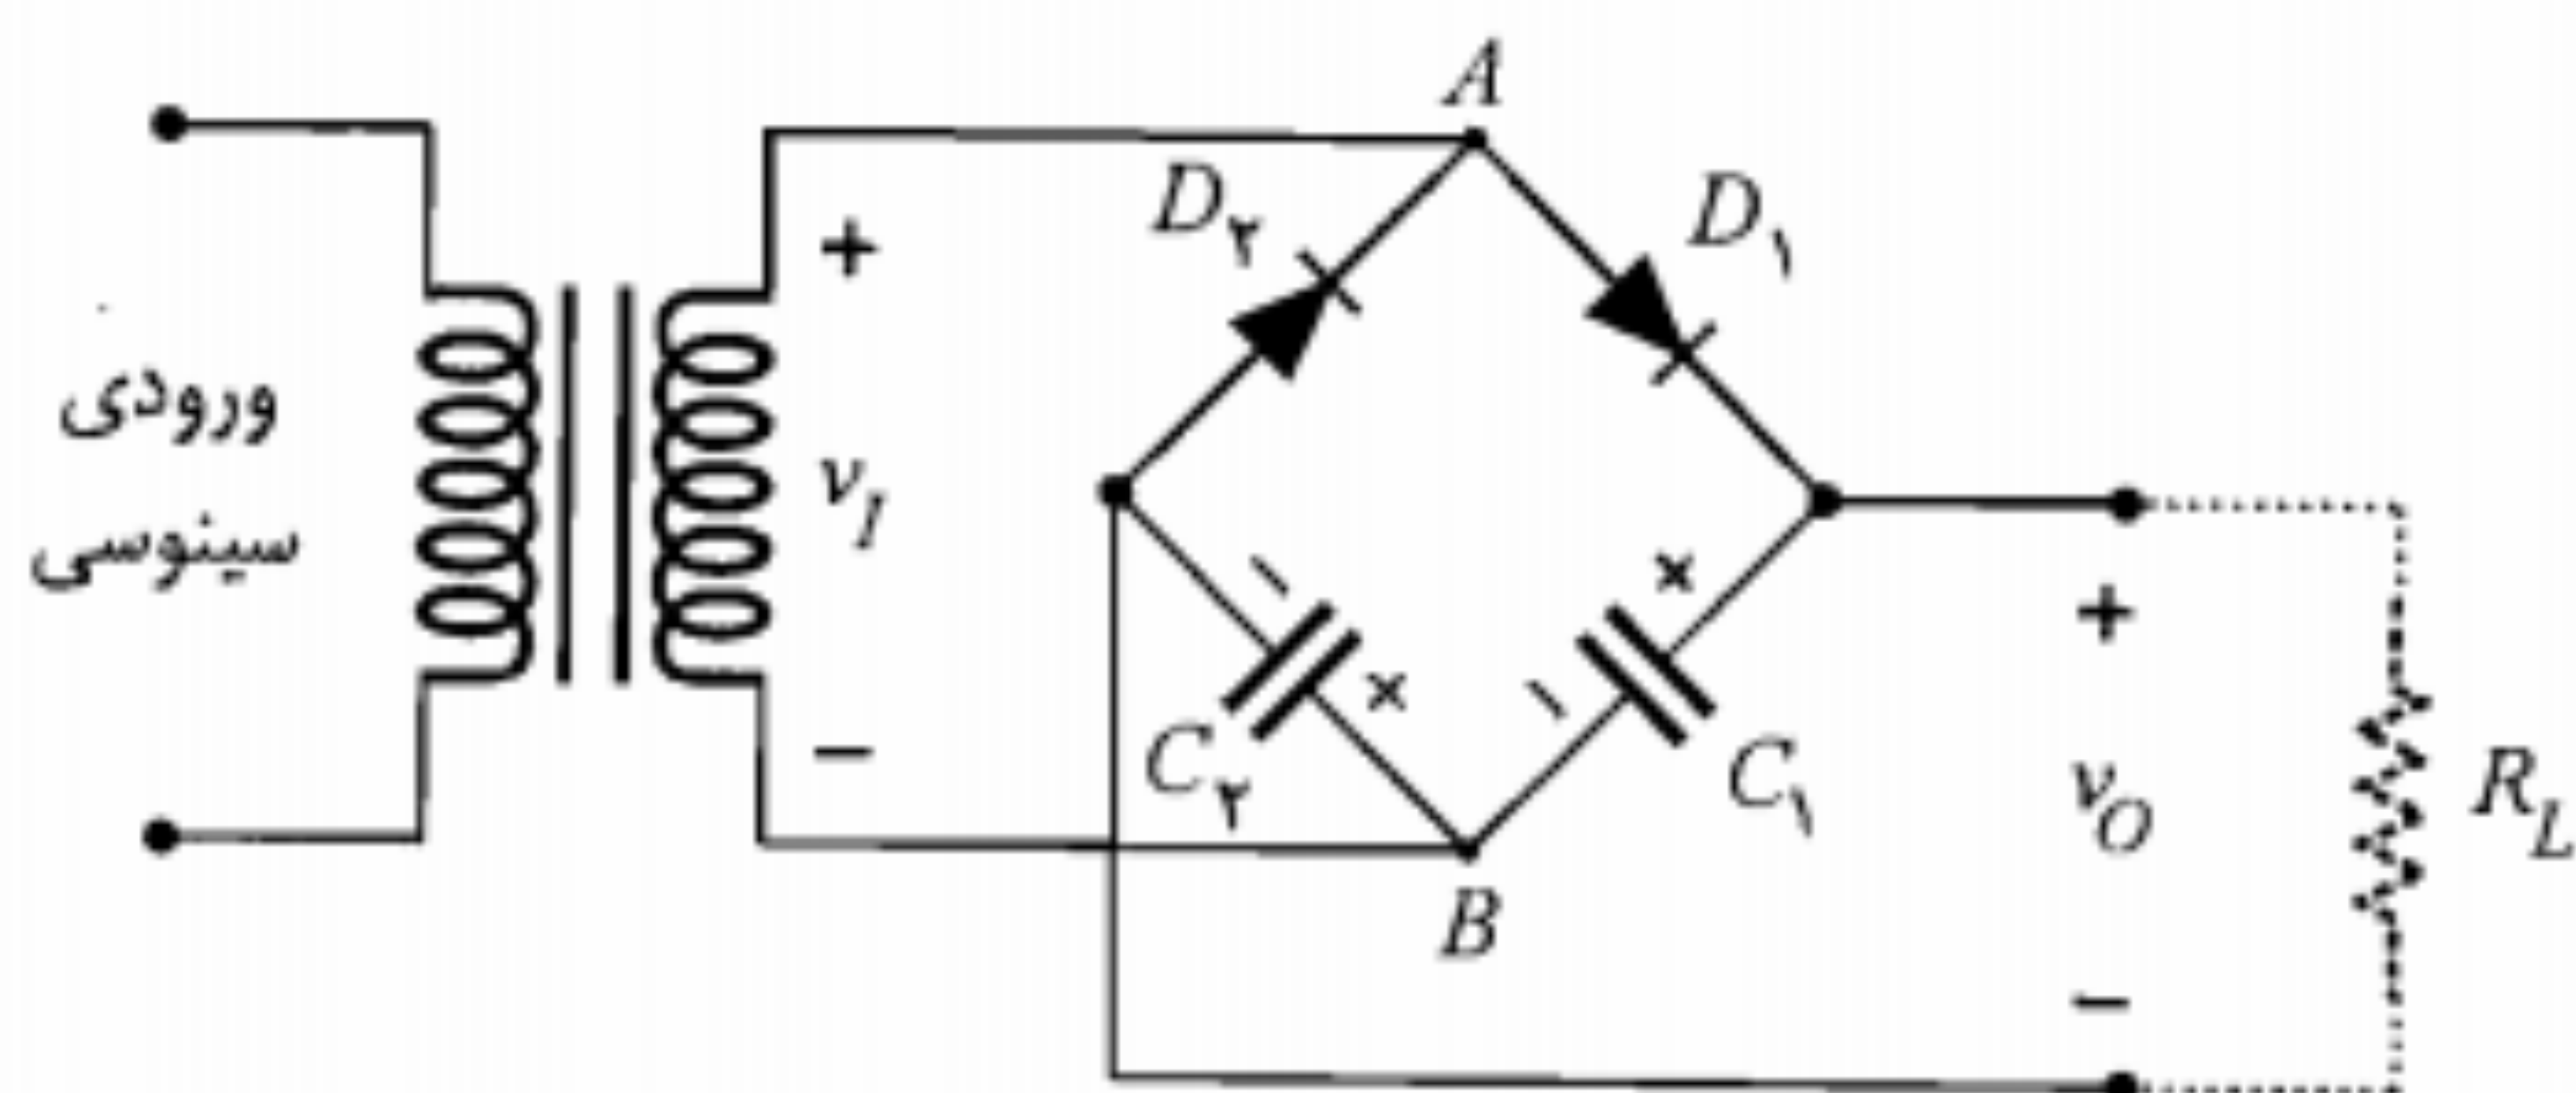 A
D۲
D۱
+
ورودی
سینوسی
v_I
−
− +
+ −
C۲
C۱
B
+
v_O
−
R_L